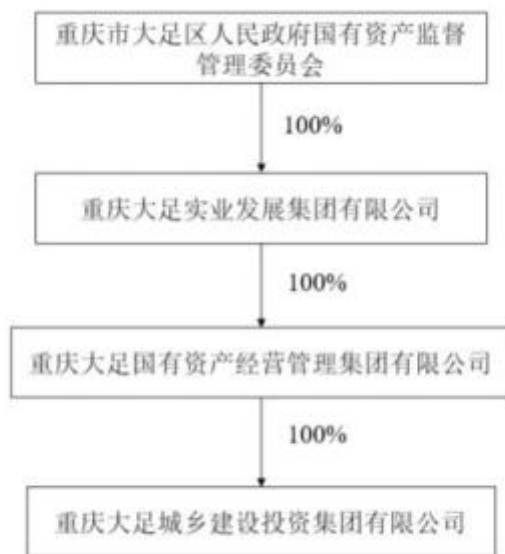 重庆市大足区人民政府国有资产监督
管理委员会
100%
重庆大足实业发展集团有限公司
100%
重庆大足国有资产经营管理集团有限公司
100%
重庆大足城乡建设投资集团有限公司